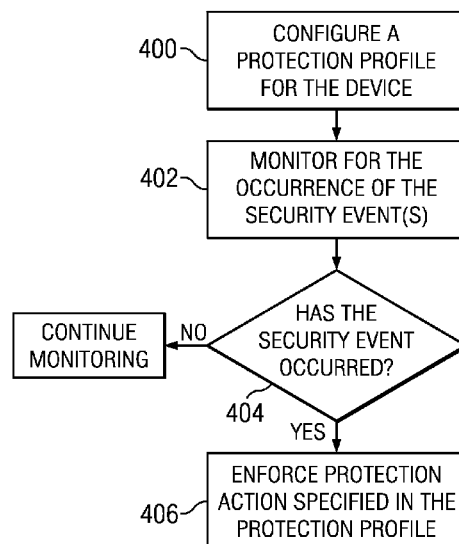 400
CONFIGURE A
PROTECTION PROFILE
FOR THE DEVICE
402
MONITOR FOR THE
OCCURRENCE OF THE
SECURITY EVENT(S)
HAS THE
SECURITY EVENT
OCCURRED?
404
NO
CONTINUE
MONITORING
YES
406
ENFORCE PROTECTION
ACTION SPECIFIED IN THE
PROTECTION PROFILE